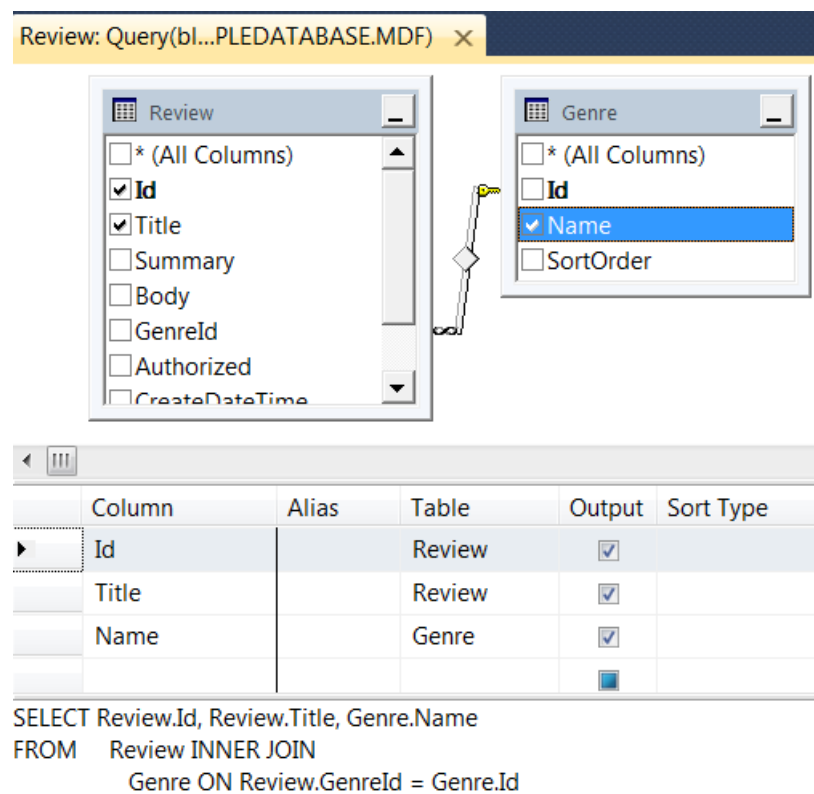 Review: Query(bl...PLEDATABASE.MDF)
Review
* (All Columns)
Id
Title
Summary
Body
GenreId
Authorized
CreateDateTime
Genre
* (All Columns)
Id
Name
SortOrder
Column Alias Table Output Sort Type
Id Review
Title Review
Name Genre
SELECT Review.Id, Review.Title, Genre.Name
FROM Review INNER JOIN
Genre ON Review.GenreId = Genre.Id